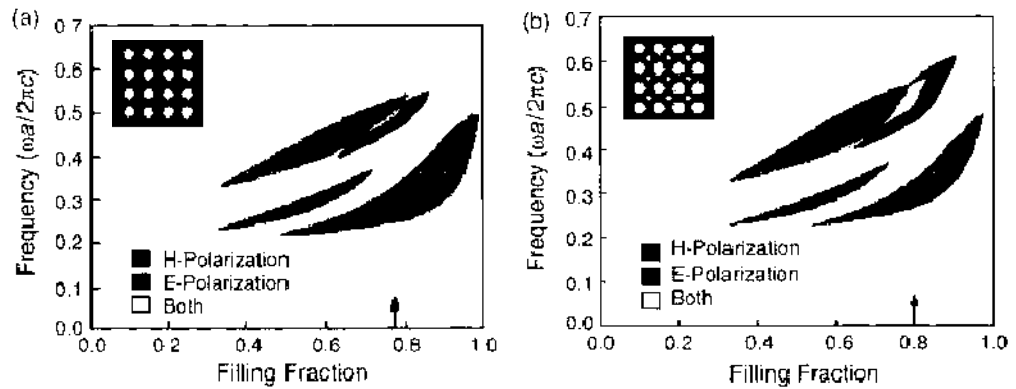 (a)
Frequency (ωa/2πc)
0.7
0.6
0.5
0.4
0.3
0.2
0.1
0.0
H-Polarization
E-Polarization
Both
0.0 0.2 0.4 0.6 0.8 1.0
Filling Fraction
(b)
Frequency (ωa/2πc)
0.7
0.6
0.5
0.4
0.3
0.2
0.1
0.0
H-Polarization
E-Polarization
Both
0.0 0.2 0.4 0.6 0.8 1.0
Filling Fraction